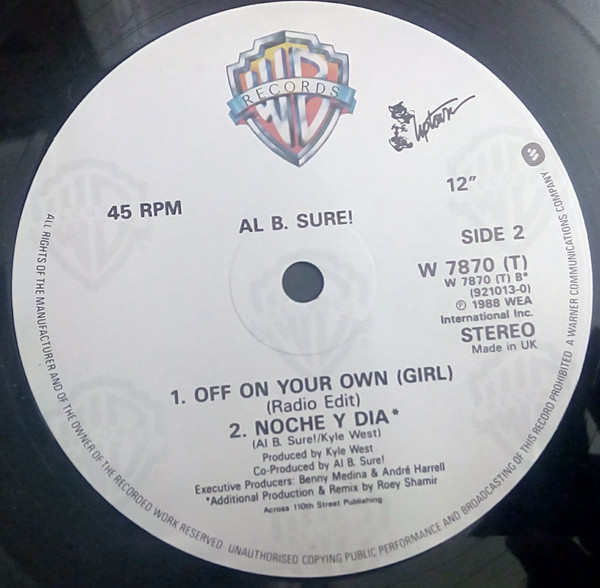 WB
RECORDS
Uptown
45 RPM
12"
AL B. SURE!
SIDE 2
W 7870 (T)
W 7870 (T) B*
(921013-0)
℗ 1988 WEA
International Inc.
STEREO
Made in UK
1. OFF ON YOUR OWN (GIRL)
(Radio Edit)
2. NOCHE Y DIA*
(Al B. Sure!/Kyle West)
Produced by Kyle West
Co-Produced by Al B. Sure!
Executive Producers: Benny Medina & André Harrell
*Additional Production & Remix by Roey Shamir
Across 110th Street Publishing
ALL RIGHTS OF THE MANUFACTURER AND OF THE OWNER OF THE RECORDED WORK RESERVED UNAUTHORISED COPYING PUBLIC PERFORMANCE AND BROADCASTING OF THIS RECORD PROHIBITED A WARNER COMMUNICATIONS COMPANY